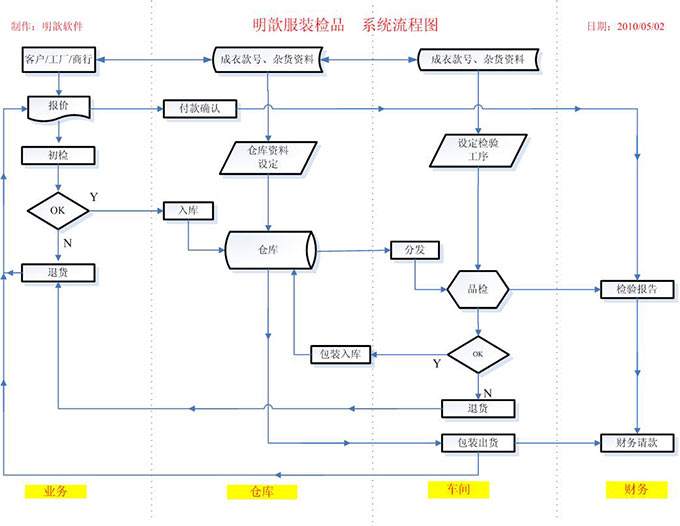 制作：明歆软件
明歆服装检品 系统流程图
日期：2010/05/02
客户/工厂/商行
成衣款号、杂货资料
成衣款号、杂货资料
报价
付款确认
初检
仓库资料
设定
设定检验
工序
OK
Y
N
入库
仓库
分发
退货
品检
检验报告
包装入库
OK
Y
N
退货
包装出货
财务请款
业务
仓库
车间
财务